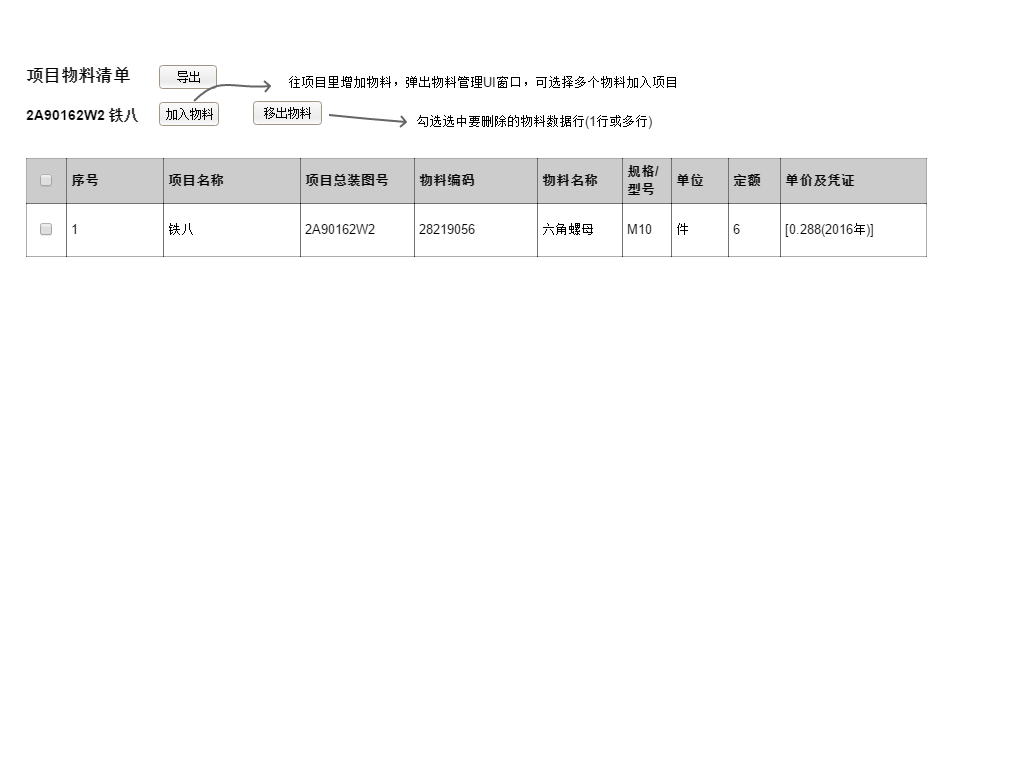 项目物料清单 导出
往项目里增加物料，弹出物料管理UI窗口，可选择多个物料加入项目
2A90162W2 铁八 加入物料 移出物料
勾选选中要删除的物料数据行(1行或多行)
序号 项目名称 项目总装图号 物料编码 物料名称 规格/型号 单位 定额 单价及凭证
1 铁八 2A90162W2 28219056 六角螺母 M10 件 6 [0.288(2016年)]